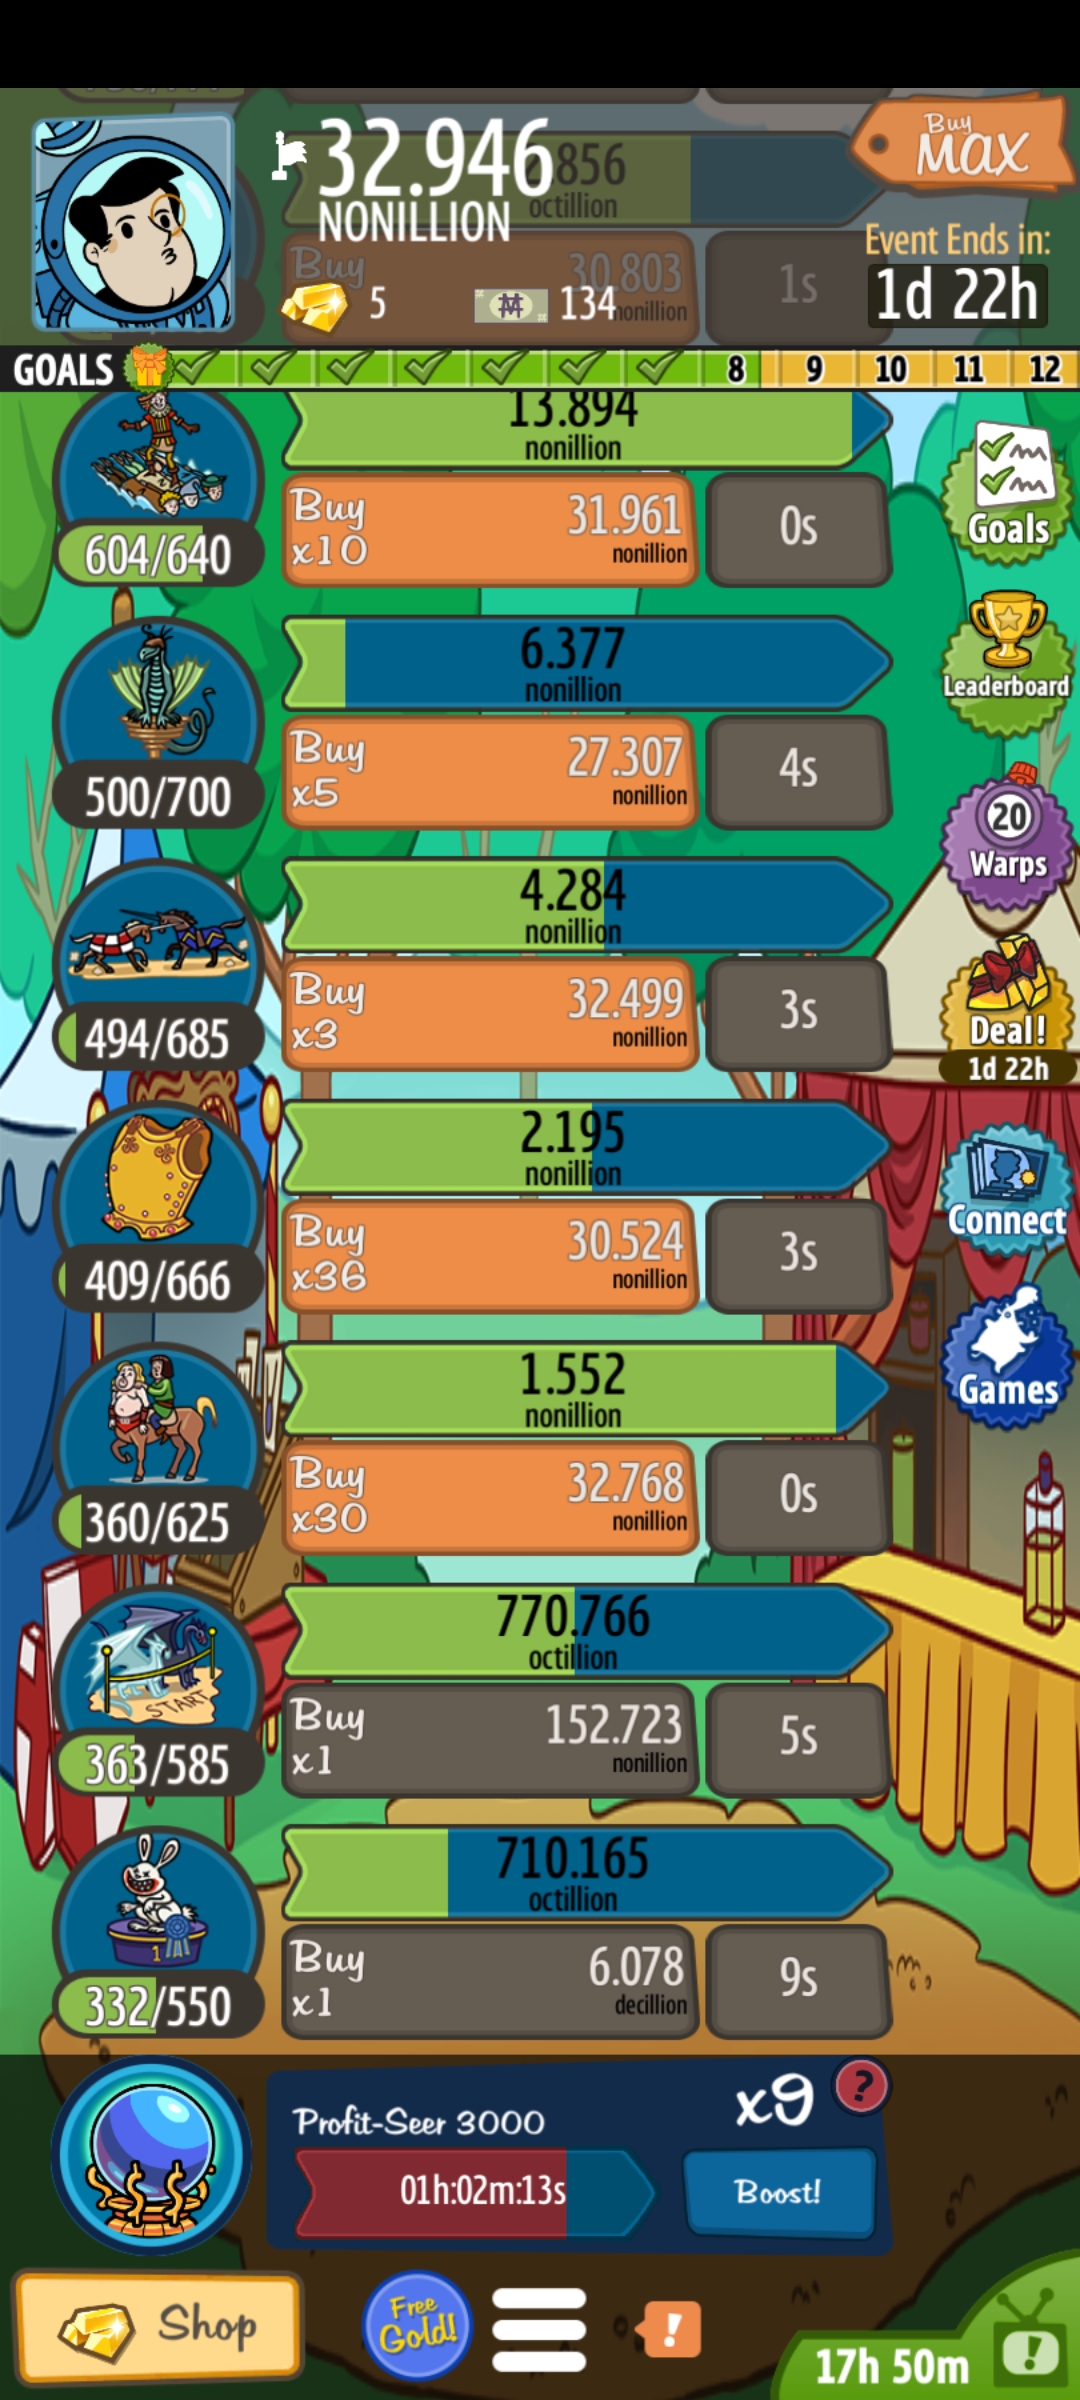 32.946
NONILLION
856
octillion
Buy
30.803
nonillion
1s
5
134
Buy
MAX
Event Ends in:
1d 22h
GOALS
8 9 10 11 12
13.894
nonillion
604/640
Buy
x10
31.961
nonillion
0s
Goals
6.377
nonillion
500/700
Buy
x5
27.307
nonillion
4s
Leaderboard
4.284
nonillion
494/685
Buy
x3
32.499
nonillion
3s
20
Warps
Deal!
1d 22h
2.195
nonillion
409/666
Buy
x36
30.524
nonillion
3s
Connect
1.552
nonillion
360/625
Buy
x30
32.768
nonillion
0s
Games
770.766
octillion
START
363/585
Buy
x1
152.723
nonillion
5s
710.165
octillion
1
332/550
Buy
x1
6.078
decillion
9s
Profit-Seer 3000
x9
?
01h:02m:13s
Boost!
Shop
Free
Gold!
!
17h 50m
!